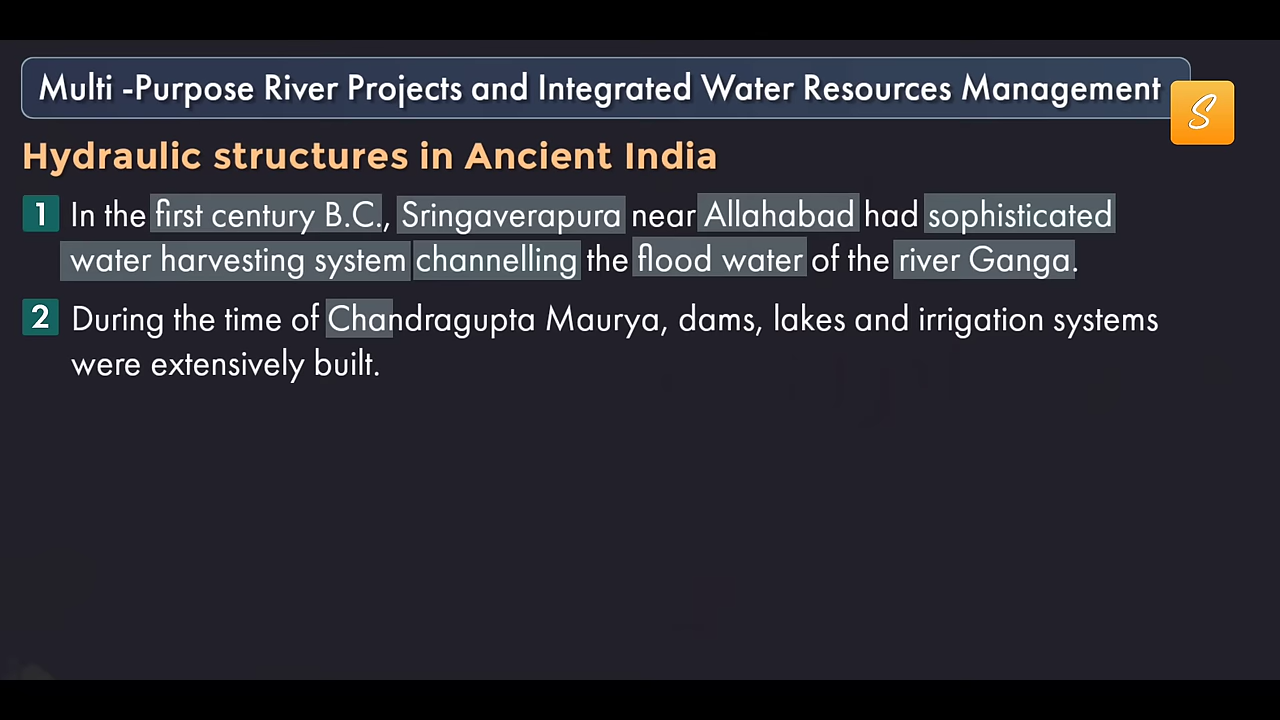 Multi -Purpose River Projects and Integrated Water Resources Management
S
Hydraulic structures in Ancient India
1 In the first century B.C., Sringaverapura near Allahabad had sophisticated
water harvesting system channelling the flood water of the river Ganga.
2 During the time of Chandragupta Maurya, dams, lakes and irrigation systems
were extensively built.